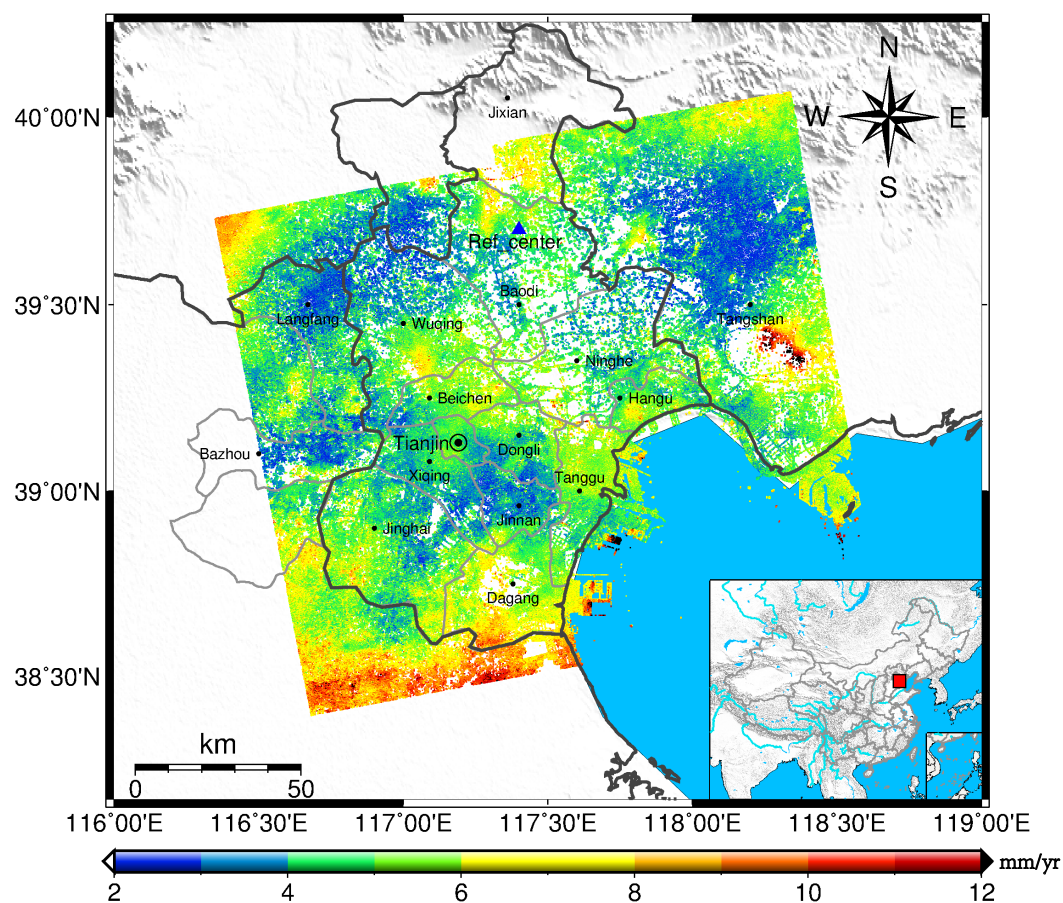 N
W E
S
40˚00'N
39˚30'N
39˚00'N
38˚30'N
Jixian
Ref_center
Baodi
Langfang
Wuqing
Tangshan
Ninghe
Beichen
Hangu
Tianjin
Bazhou
Dongli
Xiqing
Tanggu
Jinnan
Jinghai
Dagang
km
0 50
116˚00'E 116˚30'E 117˚00'E 117˚30'E 118˚00'E 118˚30'E 119˚00'E
mm/yr
2 4 6 8 10 12